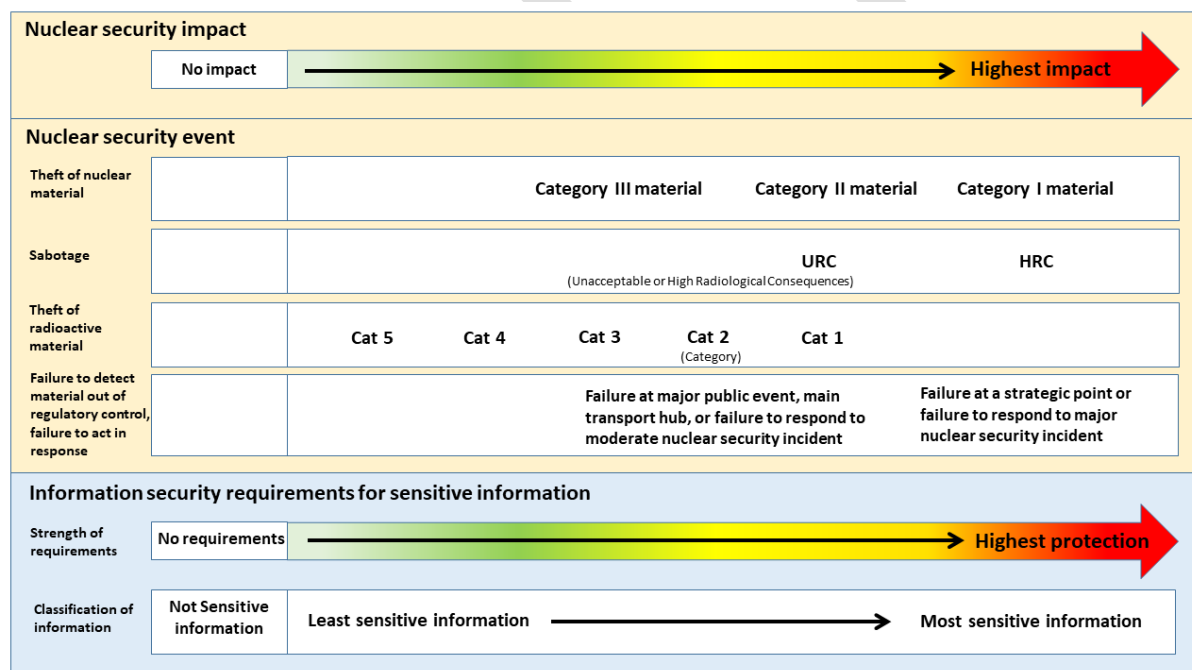 Nuclear security impact
No impact
Highest impact
Nuclear security event
Theft of nuclear
material
Category III material
Category II material
Category I material
Sabotage
URC
HRC
(Unacceptable or High Radiological Consequences)
Theft of
radioactive
material
Cat 5
Cat 4
Cat 3
Cat 2
Cat 1
(Category)
Failure to detect
material out of
regulatory control,
failure to act in
response
Failure at major public event, main
transport hub, or failure to respond to
moderate nuclear security incident
Failure at a strategic point or
failure to respond to major
nuclear security incident
Information security requirements for sensitive information
Strength of
requirements
No requirements
Highest protection
Classification of
information
Not Sensitive
information
Least sensitive information
Most sensitive information